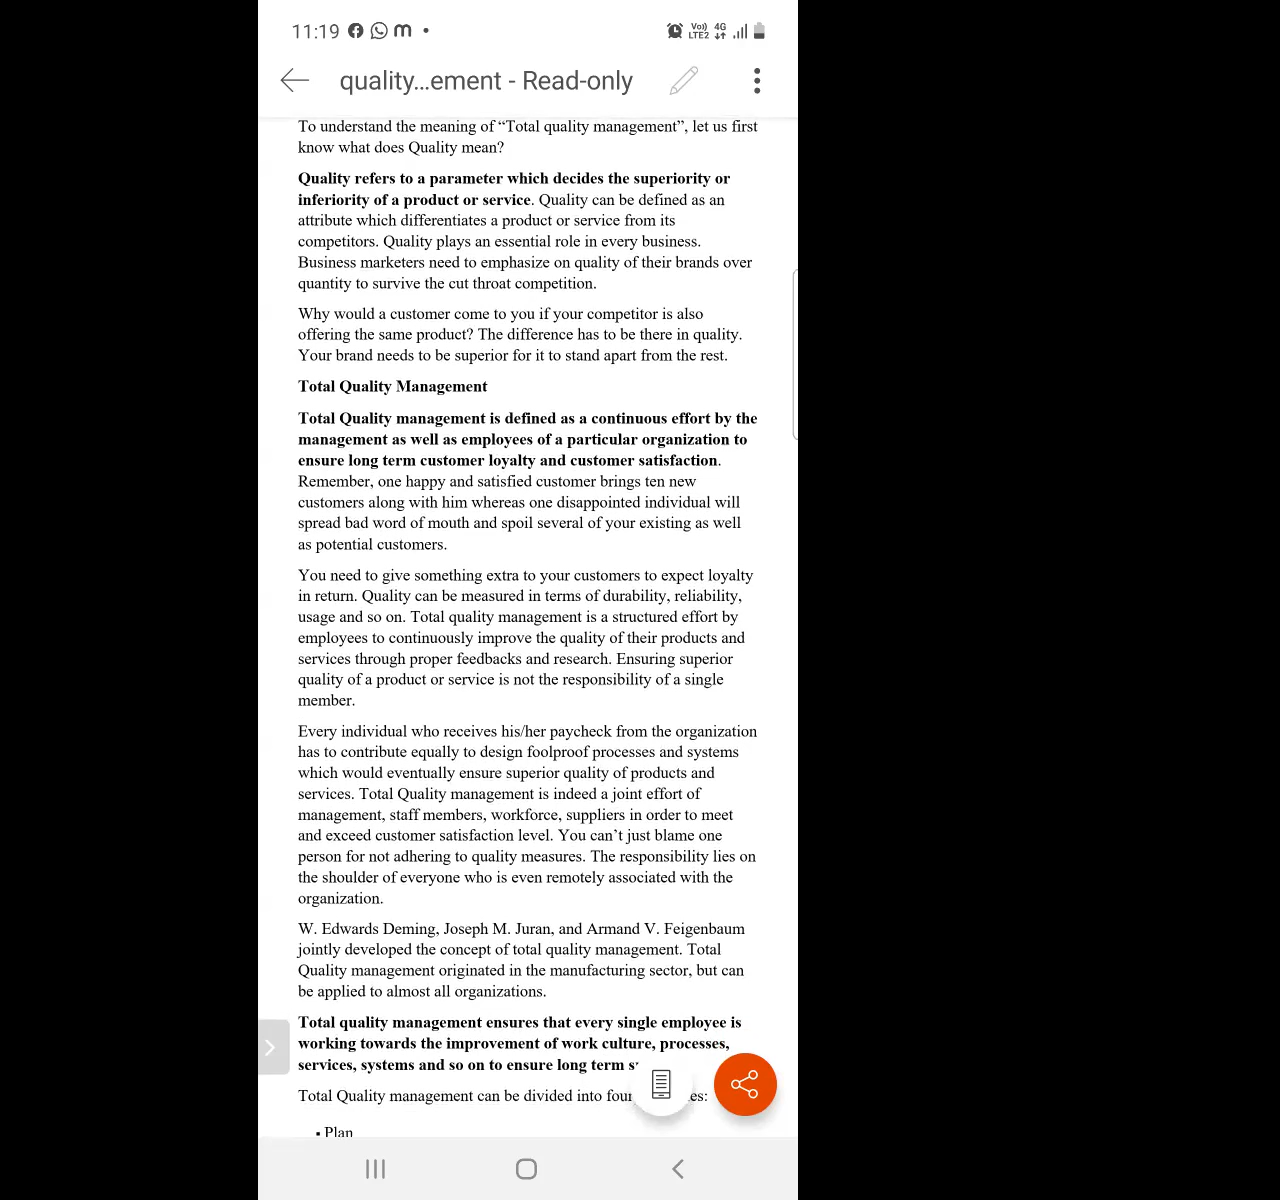 11:19
Vo)) 4G
LTE2
quality...ement - Read-only
To understand the meaning of “Total quality management”, let us first
know what does Quality mean?
Quality refers to a parameter which decides the superiority or
inferiority of a product or service. Quality can be defined as an
attribute which differentiates a product or service from its
competitors. Quality plays an essential role in every business.
Business marketers need to emphasize on quality of their brands over
quantity to survive the cut throat competition.
Why would a customer come to you if your competitor is also
offering the same product? The difference has to be there in quality.
Your brand needs to be superior for it to stand apart from the rest.
Total Quality Management
Total Quality management is defined as a continuous effort by the
management as well as employees of a particular organization to
ensure long term customer loyalty and customer satisfaction.
Remember, one happy and satisfied customer brings ten new
customers along with him whereas one disappointed individual will
spread bad word of mouth and spoil several of your existing as well
as potential customers.
You need to give something extra to your customers to expect loyalty
in return. Quality can be measured in terms of durability, reliability,
usage and so on. Total quality management is a structured effort by
employees to continuously improve the quality of their products and
services through proper feedbacks and research. Ensuring superior
quality of a product or service is not the responsibility of a single
member.
Every individual who receives his/her paycheck from the organization
has to contribute equally to design foolproof processes and systems
which would eventually ensure superior quality of products and
services. Total Quality management is indeed a joint effort of
management, staff members, workforce, suppliers in order to meet
and exceed customer satisfaction level. You can’t just blame one
person for not adhering to quality measures. The responsibility lies on
the shoulder of everyone who is even remotely associated with the
organization.
W. Edwards Deming, Joseph M. Juran, and Armand V. Feigenbaum
jointly developed the concept of total quality management. Total
Quality management originated in the manufacturing sector, but can
be applied to almost all organizations.
Total quality management ensures that every single employee is
working towards the improvement of work culture, processes,
services, systems and so on to ensure long term
Total Quality management can be divided into four es:
▪ Plan